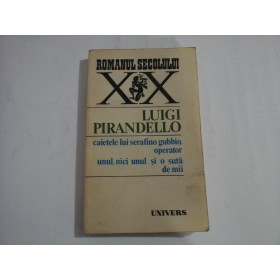 ROMANUL SECOLULUI
XX
LUIGI
PIRANDELLO
caietele lui serafino gubbio,
operator
unul, nici unul și o sută
de mii
UNIVERS